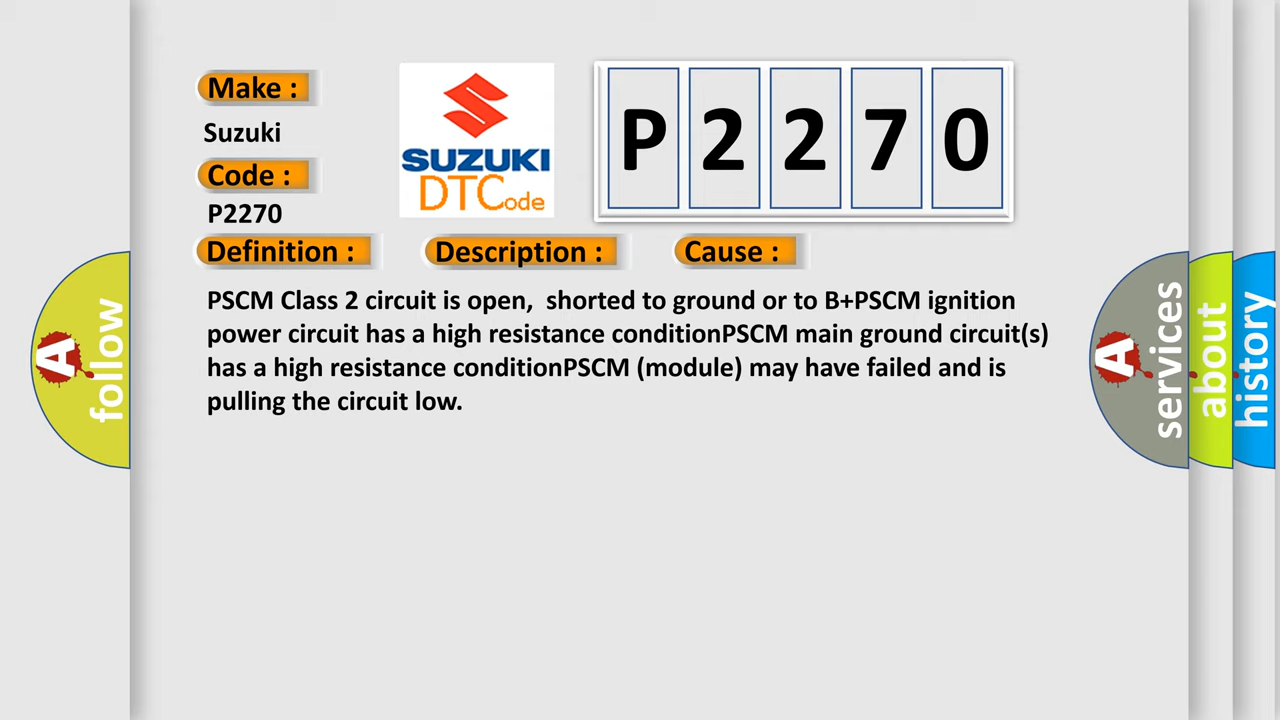 Make :
Suzuki
Code :
P2270
SUZUKI
DTCode
P 2 2 7 0
Definition :
Description :
Cause :
PSCM Class 2 circuit is open,  shorted to ground or to B+PSCM ignition
power circuit has a high resistance conditionPSCM main ground circuit(s)
has a high resistance conditionPSCM (module) may have failed and is
pulling the circuit low.
A
follow
A
services
about
history